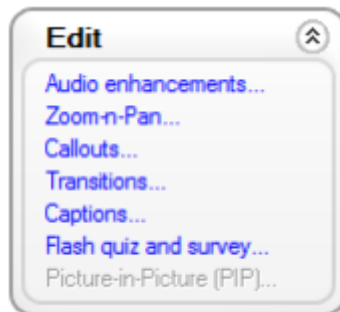 Edit
Audio enhancements...
Zoom-n-Pan...
Callouts...
Transitions...
Captions...
Flash quiz and survey...
Picture-in-Picture (PIP)...